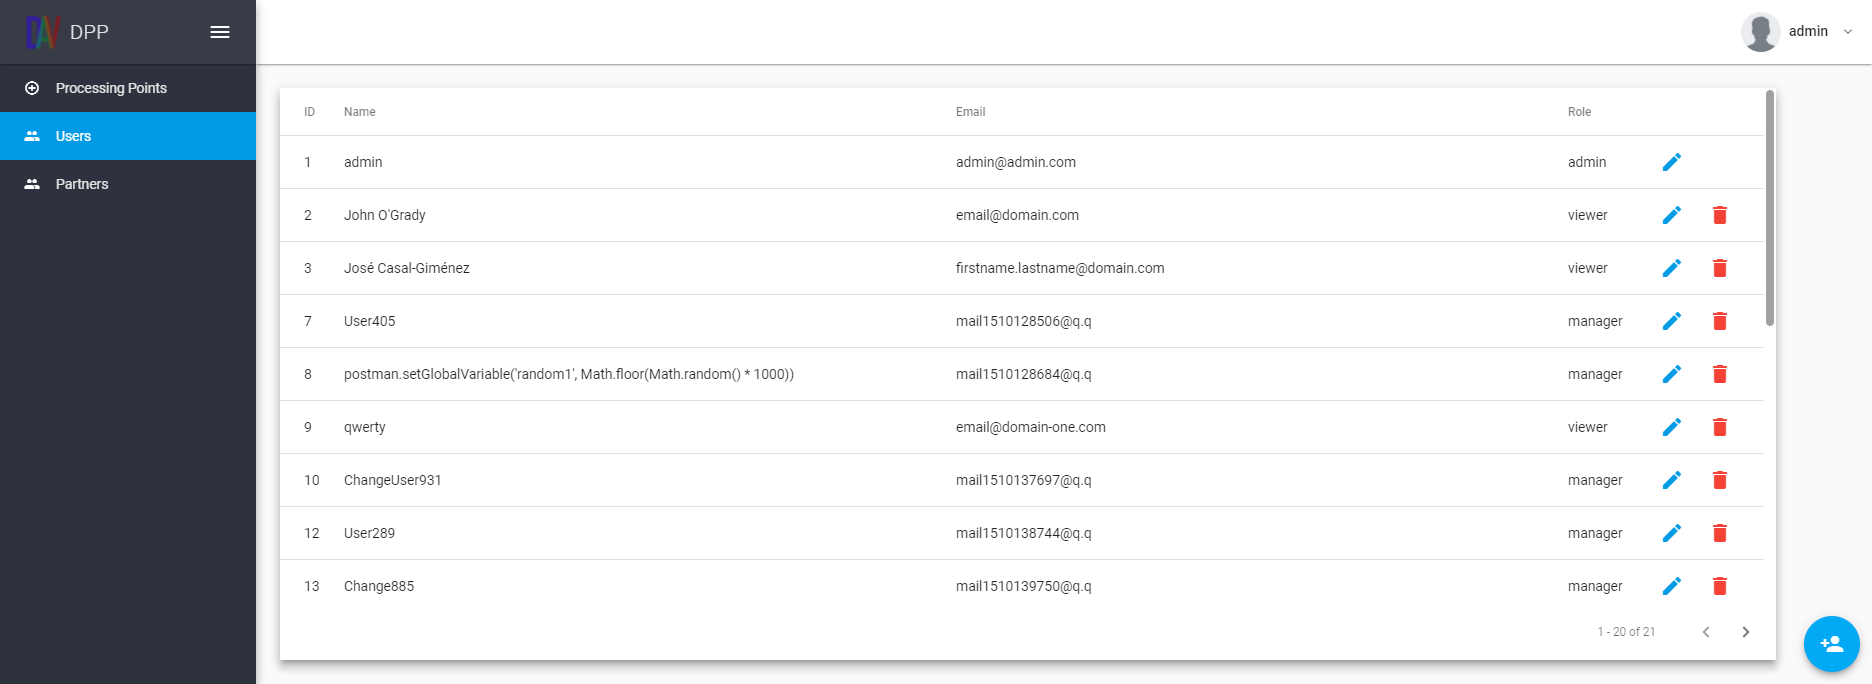 DAV DPP
admin
Processing Points
Users
Partners
ID Name Email Role
1 admin admin@admin.com admin
2 John O'Grady email@domain.com viewer
3 José Casal-Giménez firstname.lastname@domain.com viewer
7 User405 mail1510128506@q.q manager
8 postman.setGlobalVariable('random1', Math.floor(Math.random() * 1000)) mail1510128684@q.q manager
9 qwerty email@domain-one.com viewer
10 ChangeUser931 mail1510137697@q.q manager
12 User289 mail1510138744@q.q manager
13 Change885 mail1510139750@q.q manager
1 - 20 of 21